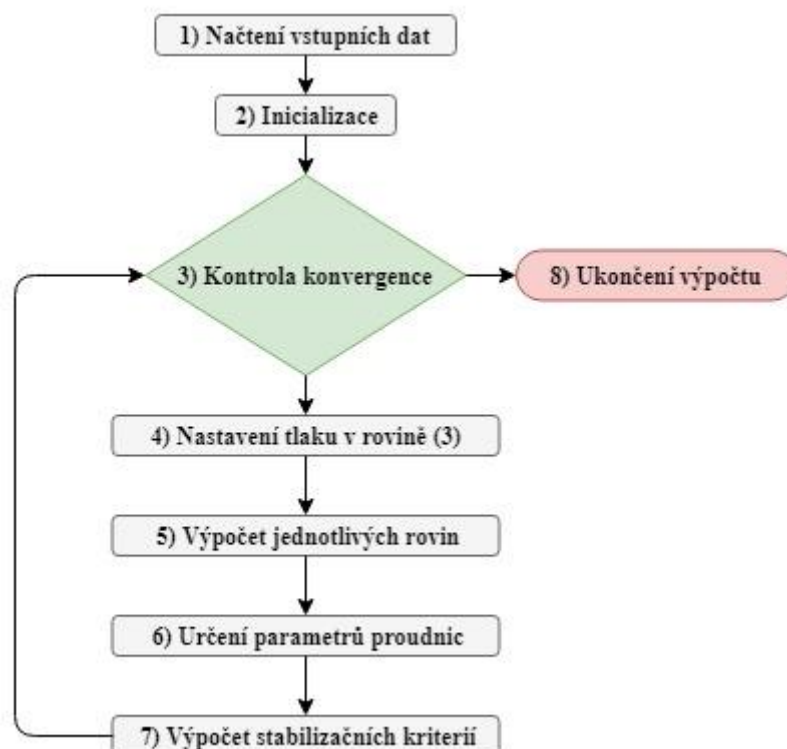 1) Načtení vstupních dat
2) Inicializace
3) Kontrola konvergence
8) Ukončení výpočtu
4) Nastavení tlaku v rovině (3)
5) Výpočet jednotlivých rovin
6) Určení parametrů proudnic
7) Výpočet stabilizačních kriterií